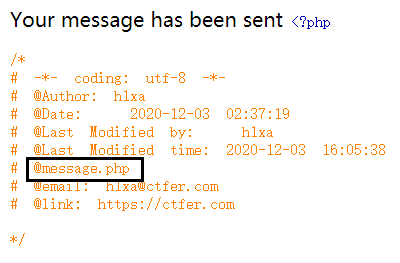 Your message has been sent <?php
/*
# -*- coding: utf-8 -*-
# @Author: h1xa
# @Date: 2020-12-03 02:37:19
# @Last Modified by: h1xa
# @Last Modified time: 2020-12-03 16:05:38
# @message.php
# @email: h1xa@ctfer.com
# @link: https://ctfer.com
*/